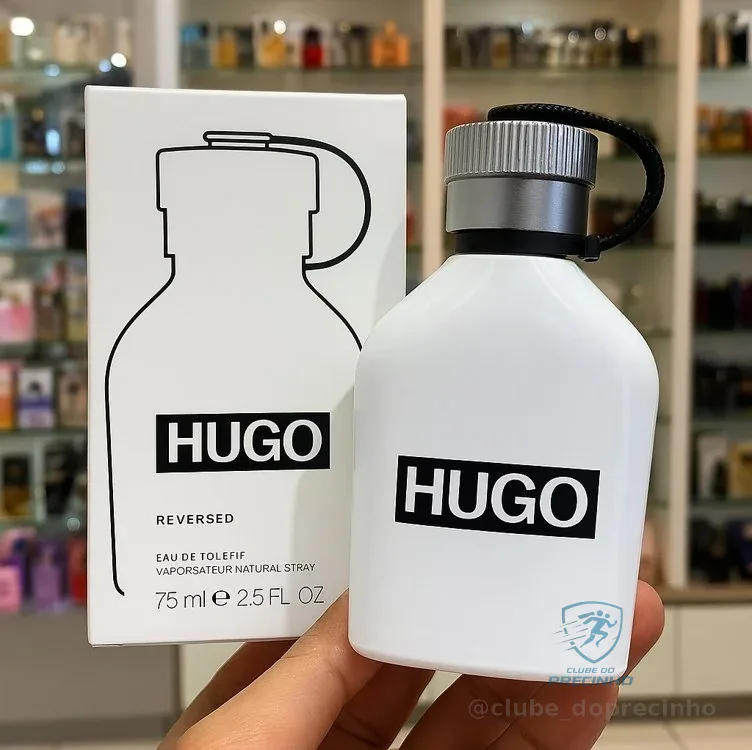 HUGO
REVERSED
EAU DE TOLEFIF
VAPORSATEUR NATURAL STRAY
75 ml e 2.5 FL OZ
HUGO
CLUBE DO
PRECINHO
@clube_doprecinho